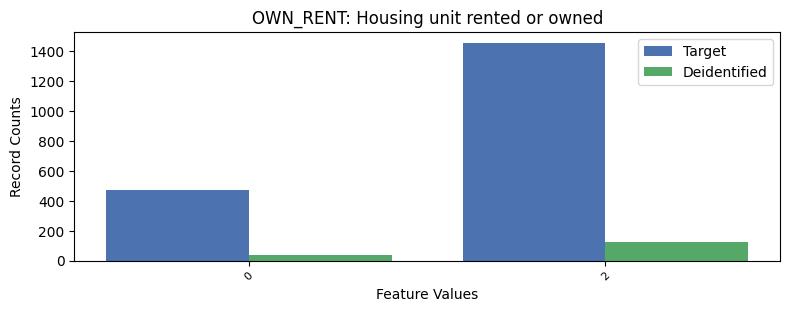 OWN_RENT: Housing unit rented or owned
Target
Deidentified
Record Counts
1400
1200
1000
800
600
400
200
0
0
2
Feature Values